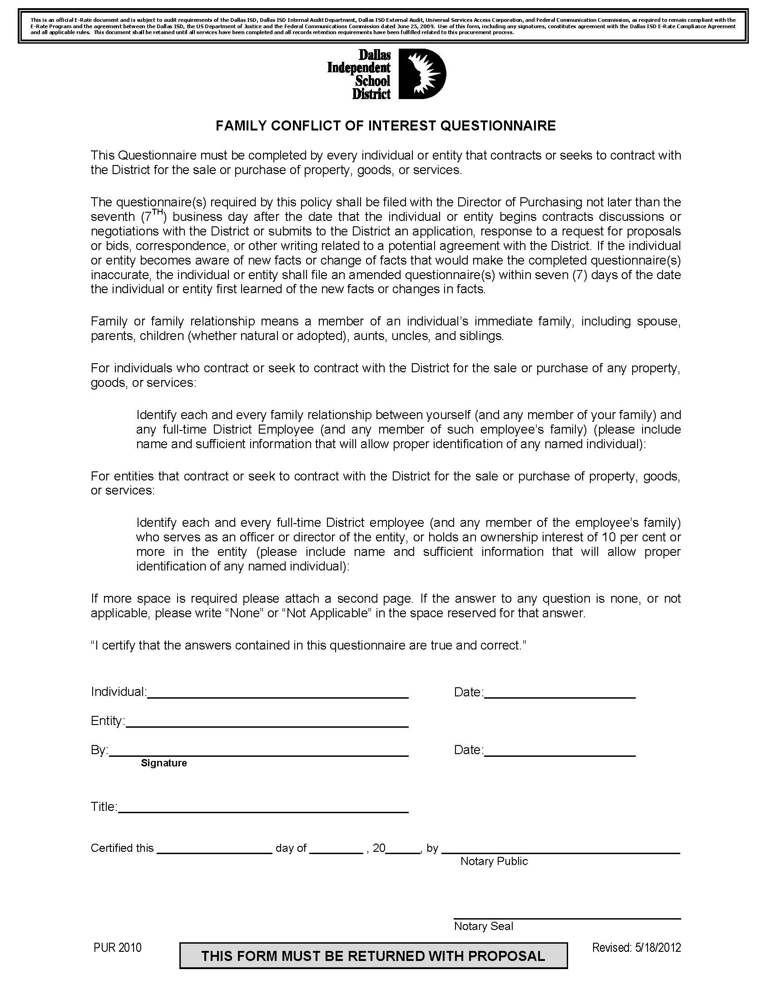 This is an official E-Rate document and is subject to audit requirements of the Dallas ISD, Dallas ISD Internal Audit Department, Dallas ISD External Audit, Universal Services Access Corporation, and Federal Communication Commission, as required to remain compliant with the
E-Rate Program and the agreement between the Dallas ISD, the US Department of Justice and the Federal Communications Commission dated June 25, 2009. Use of this form, including any signatures, constitutes agreement with the Dallas ISD E-Rate Compliance Agreement
and all applicable rules. This document shall be retained until all services have been completed and all records retention requirements have been fulfilled related to this procurement process.
Dallas
Independent
School
District
FAMILY CONFLICT OF INTEREST QUESTIONNAIRE
This Questionnaire must be completed by every individual or entity that contracts or seeks to contract with
the District for the sale or purchase of property, goods, or services.
The questionnaire(s) required by this policy shall be filed with the Director of Purchasing not later than the
seventh (7TH) business day after the date that the individual or entity begins contracts discussions or
negotiations with the District or submits to the District an application, response to a request for proposals
or bids, correspondence, or other writing related to a potential agreement with the District. If the individual
or entity becomes aware of new facts or change of facts that would make the completed questionnaire(s)
inaccurate, the individual or entity shall file an amended questionnaire(s) within seven (7) days of the date
the individual or entity first learned of the new facts or changes in facts.
Family or family relationship means a member of an individual's immediate family, including spouse,
parents, children (whether natural or adopted), aunts, uncles, and siblings.
For individuals who contract or seek to contract with the District for the sale or purchase of any property,
goods, or services:
Identify each and every family relationship between yourself (and any member of your family) and
any full-time District Employee (and any member of such employee's family) (please include
name and sufficient information that will allow proper identification of any named individual):
For entities that contract or seek to contract with the District for the sale or purchase of property, goods,
or services:
Identify each and every full-time District employee (and any member of the employee's family)
who serves as an officer or director of the entity, or holds an ownership interest of 10 per cent or
more in the entity (please include name and sufficient information that will allow proper
identification of any named individual):
If more space is required please attach a second page. If the answer to any question is none, or not
applicable, please write “None” or “Not Applicable” in the space reserved for that answer.
“I certify that the answers contained in this questionnaire are true and correct.”
Individual: Date:
Entity:
By: Date:
Signature
Title:
Certified this day of , 20 , by
Notary Public
Notary Seal
PUR 2010
THIS FORM MUST BE RETURNED WITH PROPOSAL
Revised: 5/18/2012